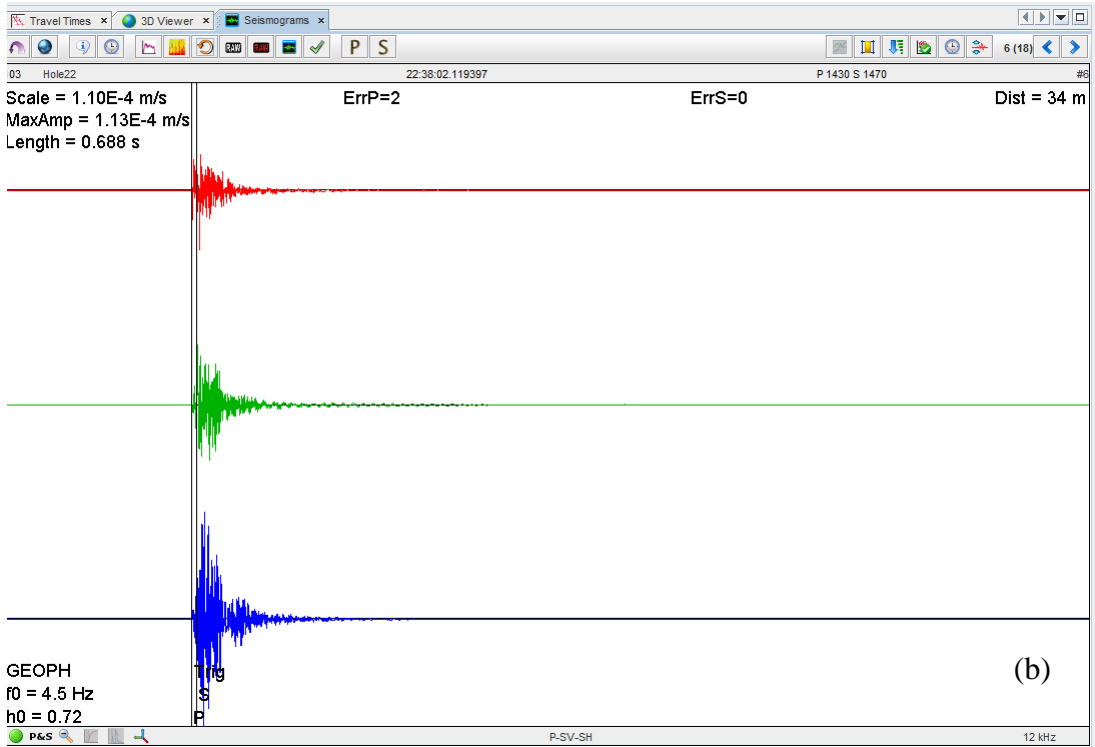 Travel Times × 3D Viewer × Seismograms ×
RAW RAW P S 6 (18)
03 Hole22 22:38:02.119397 P 1430 S 1470 #6
Scale = 1.10E-4 m/s ErrP=2 ErrS=0 Dist = 34 m
MaxAmp = 1.13E-4 m/s
Length = 0.688 s
GEOPH Trig (b)
f0 = 4.5 Hz S
h0 = 0.72 P
P&S P-SV-SH 12 kHz